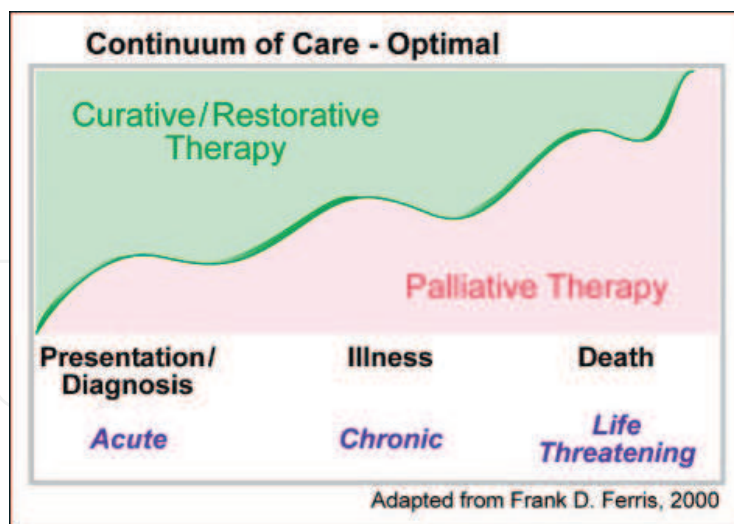 Continuum of Care - Optimal
Curative/Restorative
Therapy
Palliative Therapy
Presentation/
Diagnosis
Illness
Death
Acute
Chronic
Life
Threatening
Adapted from Frank D. Ferris, 2000